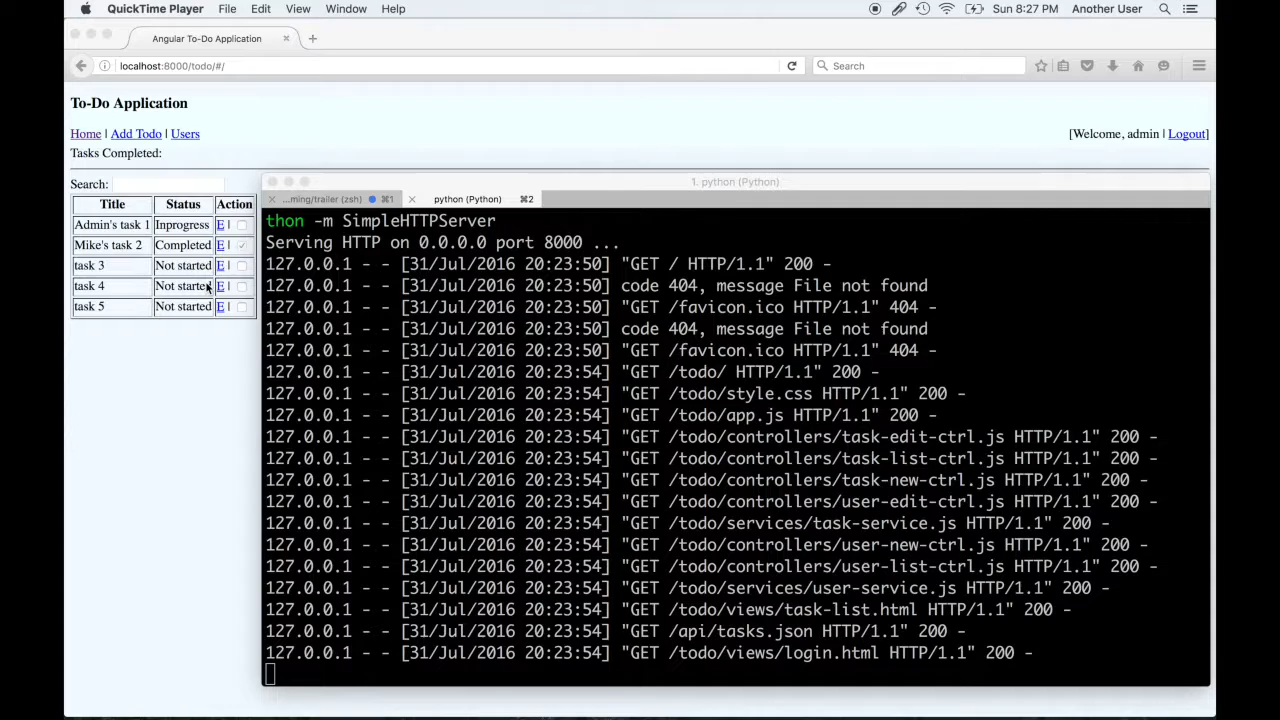 QuickTime Player File Edit View Window Help Sun 8:27 PM Another User
Angular To-Do Application × +
localhost:8000/todo/#/ Search
To-Do Application
Home | Add Todo | Users [Welcome, admin | Logout]
Tasks Completed:
Search:
Title Status Action
Admin's task 1 Inprogress E |
Mike's task 2 Completed E |
task 3 Not started E |
task 4 Not started E |
task 5 Not started E |
1. python (Python)
× ...ming/trailer (zsh) ⌘1 × python (Python) ⌘2
thon -m SimpleHTTPServer
Serving HTTP on 0.0.0.0 port 8000 ...
127.0.0.1 - - [31/Jul/2016 20:23:50] "GET / HTTP/1.1" 200 -
127.0.0.1 - - [31/Jul/2016 20:23:50] code 404, message File not found
127.0.0.1 - - [31/Jul/2016 20:23:50] "GET /favicon.ico HTTP/1.1" 404 -
127.0.0.1 - - [31/Jul/2016 20:23:50] code 404, message File not found
127.0.0.1 - - [31/Jul/2016 20:23:50] "GET /favicon.ico HTTP/1.1" 404 -
127.0.0.1 - - [31/Jul/2016 20:23:54] "GET /todo/ HTTP/1.1" 200 -
127.0.0.1 - - [31/Jul/2016 20:23:54] "GET /todo/style.css HTTP/1.1" 200 -
127.0.0.1 - - [31/Jul/2016 20:23:54] "GET /todo/app.js HTTP/1.1" 200 -
127.0.0.1 - - [31/Jul/2016 20:23:54] "GET /todo/controllers/task-edit-ctrl.js HTTP/1.1" 200 -
127.0.0.1 - - [31/Jul/2016 20:23:54] "GET /todo/controllers/task-list-ctrl.js HTTP/1.1" 200 -
127.0.0.1 - - [31/Jul/2016 20:23:54] "GET /todo/controllers/task-new-ctrl.js HTTP/1.1" 200 -
127.0.0.1 - - [31/Jul/2016 20:23:54] "GET /todo/controllers/user-edit-ctrl.js HTTP/1.1" 200 -
127.0.0.1 - - [31/Jul/2016 20:23:54] "GET /todo/services/task-service.js HTTP/1.1" 200 -
127.0.0.1 - - [31/Jul/2016 20:23:54] "GET /todo/controllers/user-new-ctrl.js HTTP/1.1" 200 -
127.0.0.1 - - [31/Jul/2016 20:23:54] "GET /todo/controllers/user-list-ctrl.js HTTP/1.1" 200 -
127.0.0.1 - - [31/Jul/2016 20:23:54] "GET /todo/services/user-service.js HTTP/1.1" 200 -
127.0.0.1 - - [31/Jul/2016 20:23:54] "GET /todo/views/task-list.html HTTP/1.1" 200 -
127.0.0.1 - - [31/Jul/2016 20:23:54] "GET /api/tasks.json HTTP/1.1" 200 -
127.0.0.1 - - [31/Jul/2016 20:23:54] "GET /todo/views/login.html HTTP/1.1" 200 -